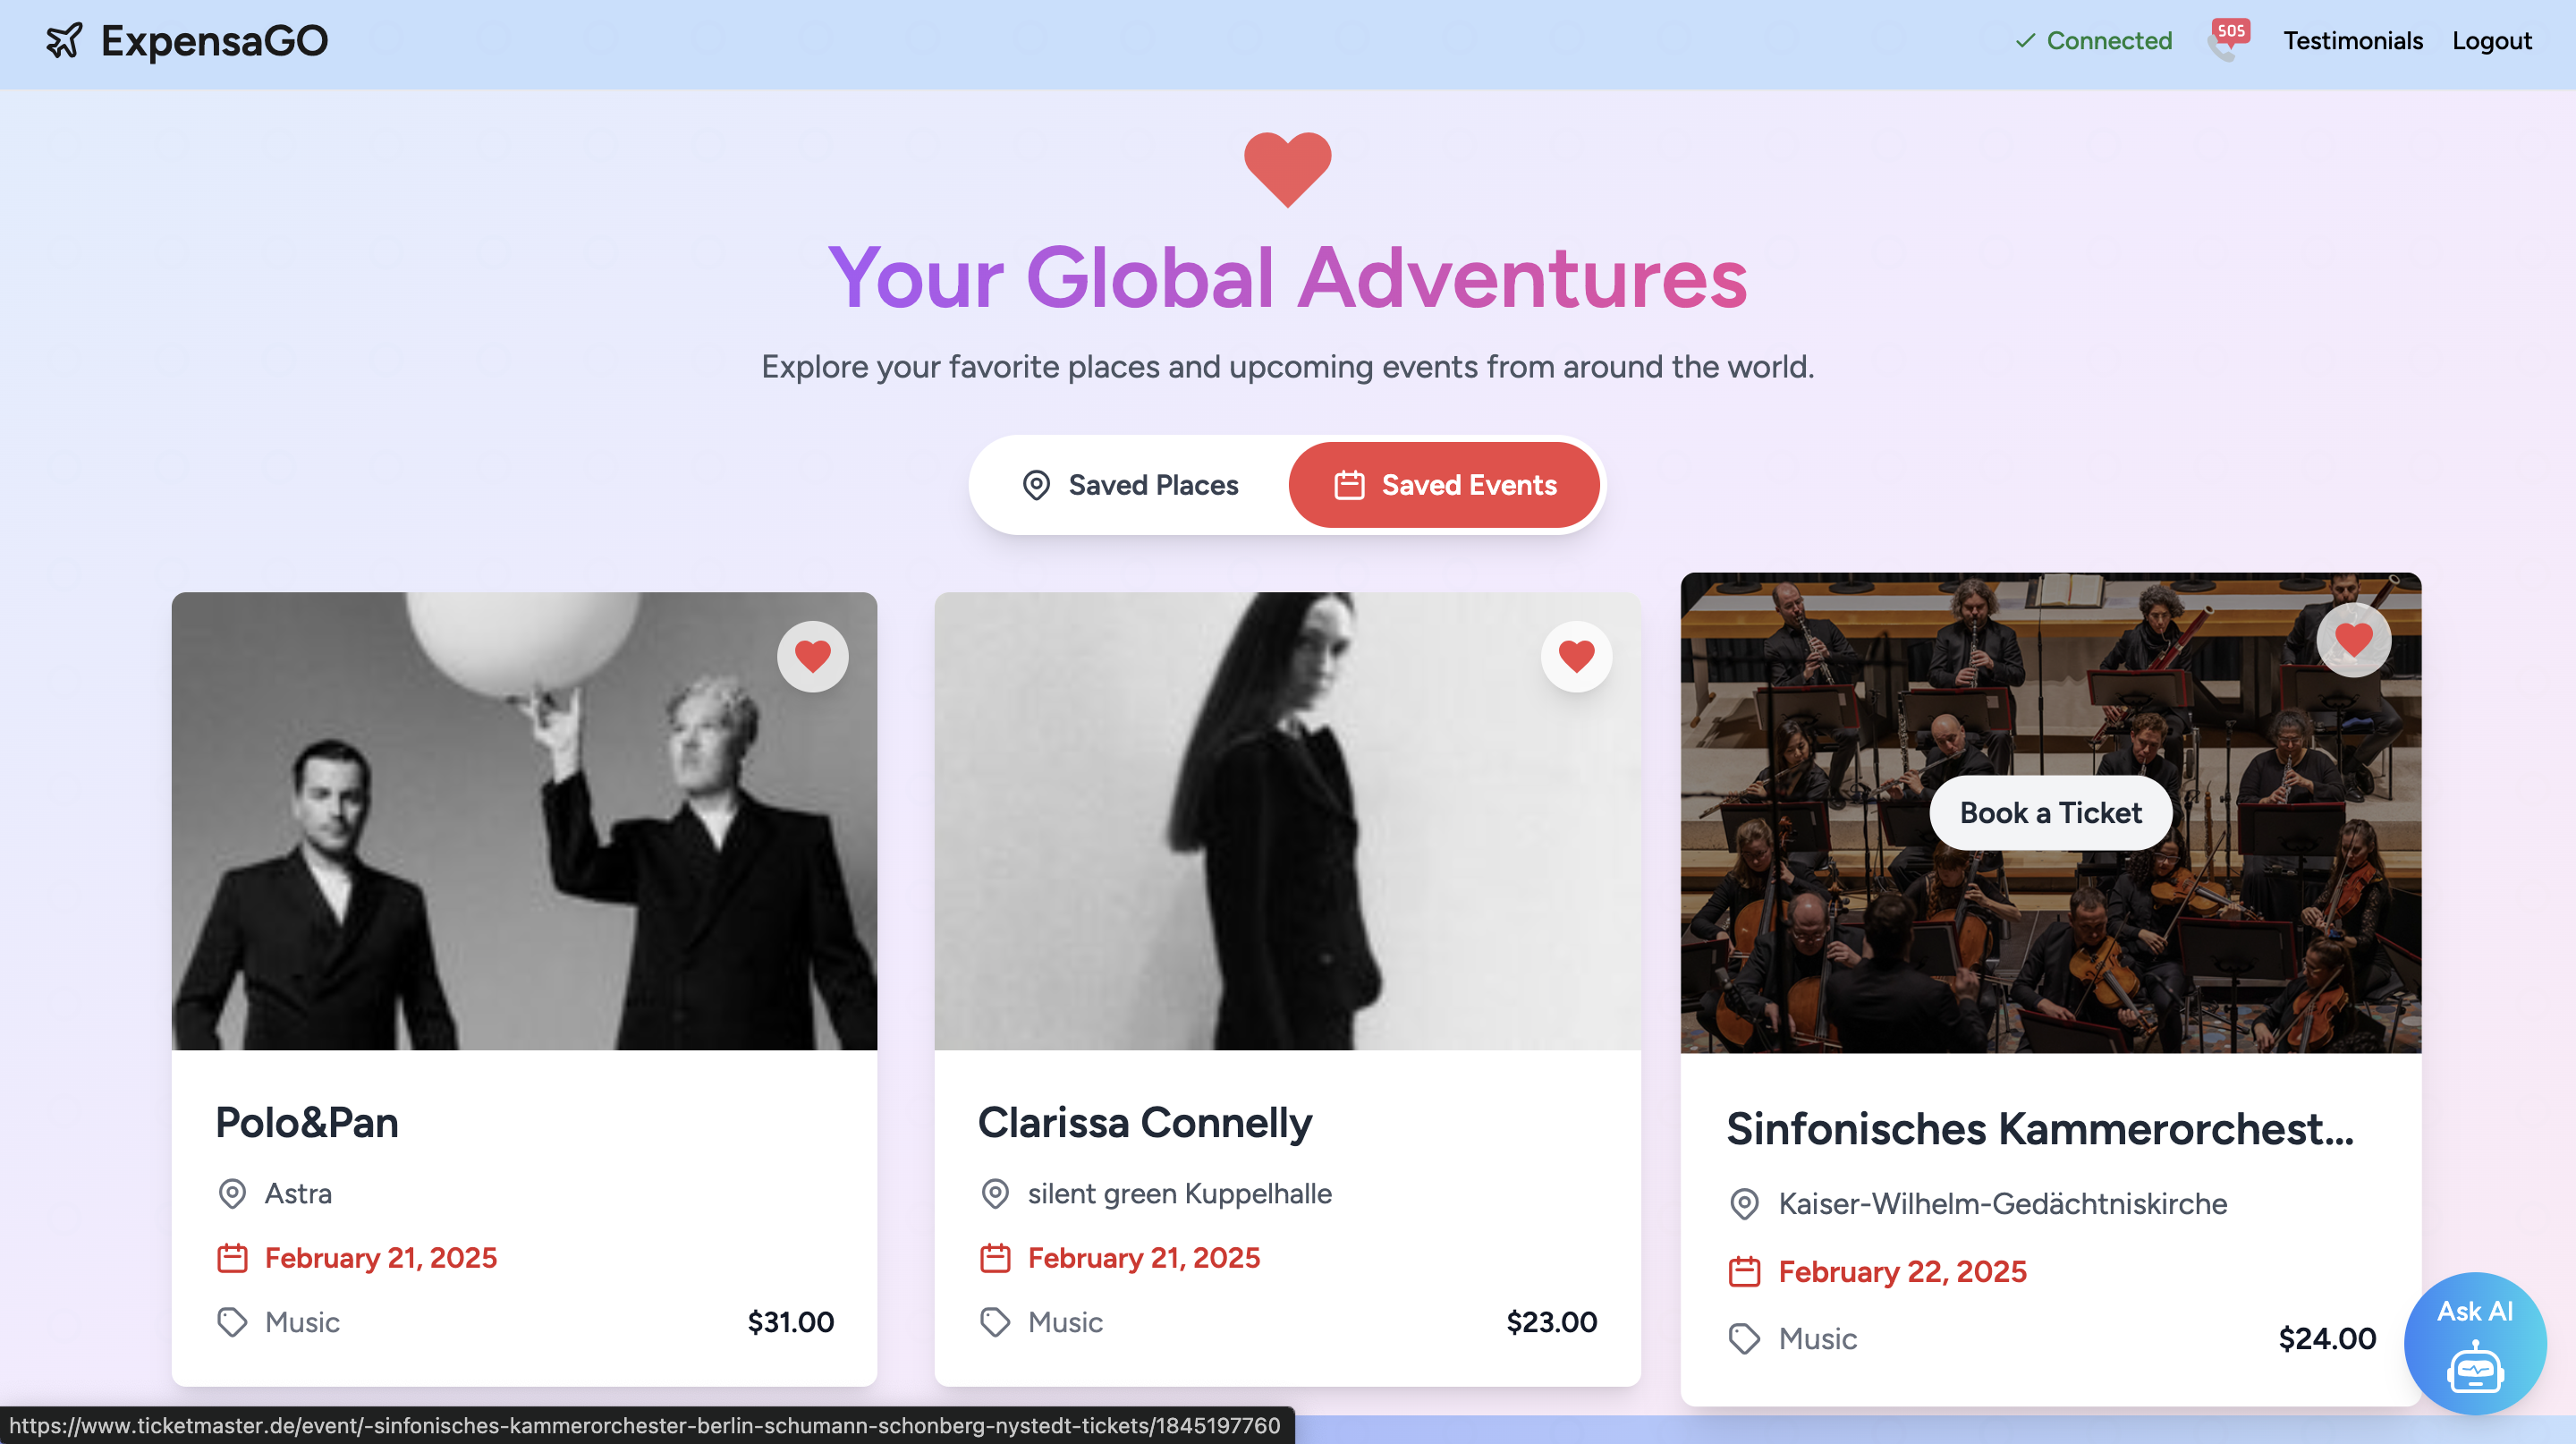 ExpensaGO
Connected
SOS
Testimonials
Logout
Your Global Adventures
Explore your favorite places and upcoming events from around the world.
Saved Places
Saved Events
Polo&Pan
Astra
February 21, 2025
Music
$31.00
Clarissa Connelly
silent green Kuppelhalle
February 21, 2025
Music
$23.00
Book a Ticket
Sinfonisches Kammerorchest...
Kaiser-Wilhelm-Gedächtniskirche
February 22, 2025
Music
$24.00
Ask AI
https://www.ticketmaster.de/event/-sinfonisches-kammerorchester-berlin-schumann-schonberg-nystedt-tickets/1845197760